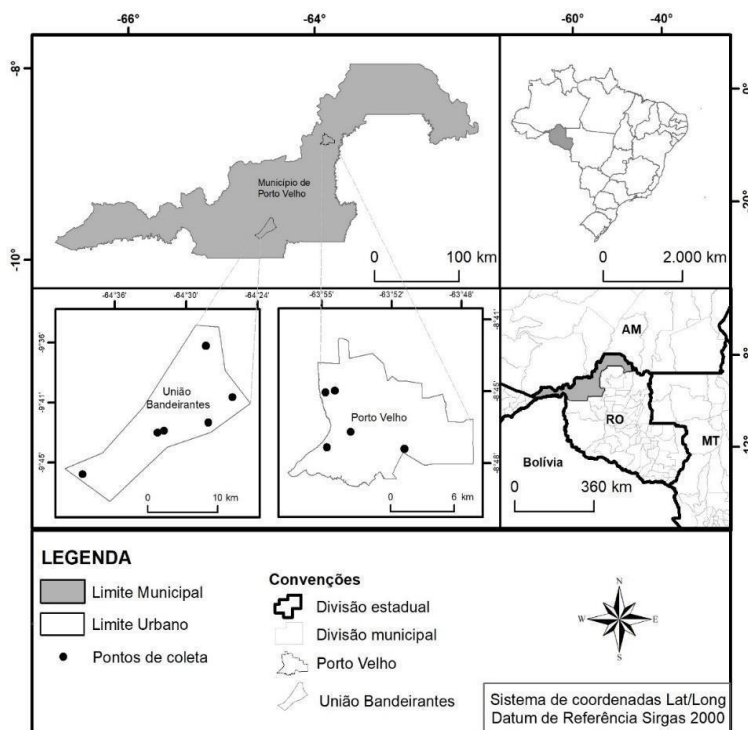 -66° -64°
-60° -40°
-8°
-10°
0°
-20°
Município de
Porto Velho
0 100 km
0 2.000 km
-64°36' -64°30' -64°24'
-63°55' -63°52' -63°48'
-9°36'
-9°41'
-9°45'
-8°41'
-8°45'
-8°48'
União
Bandeirantes
0 10 km
Porto Velho
0 6 km
AM
RO
MT
Bolívia
-8°
-12°
0 360 km
LEGENDA
Limite Municipal
Limite Urbano
Pontos de coleta
Convenções
Divisão estadual
Divisão municipal
Porto Velho
União Bandeirantes
N
W E
S
Sistema de coordenadas Lat/Long
Datum de Referência Sirgas 2000